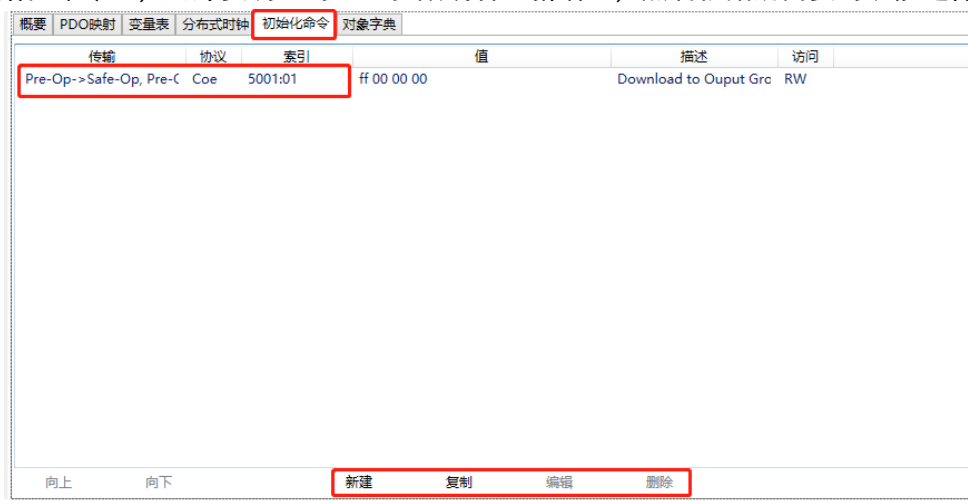 概要 PDO映射 变量表 分布式时钟 初始化命令 对象字典
传输 协议 索引 值 描述 访问
Pre-Op->Safe-Op, Pre- Coe 5001:01 ff 00 00 00 Download to Ouput Gro RW
向上 向下 新建 复制 编辑 删除